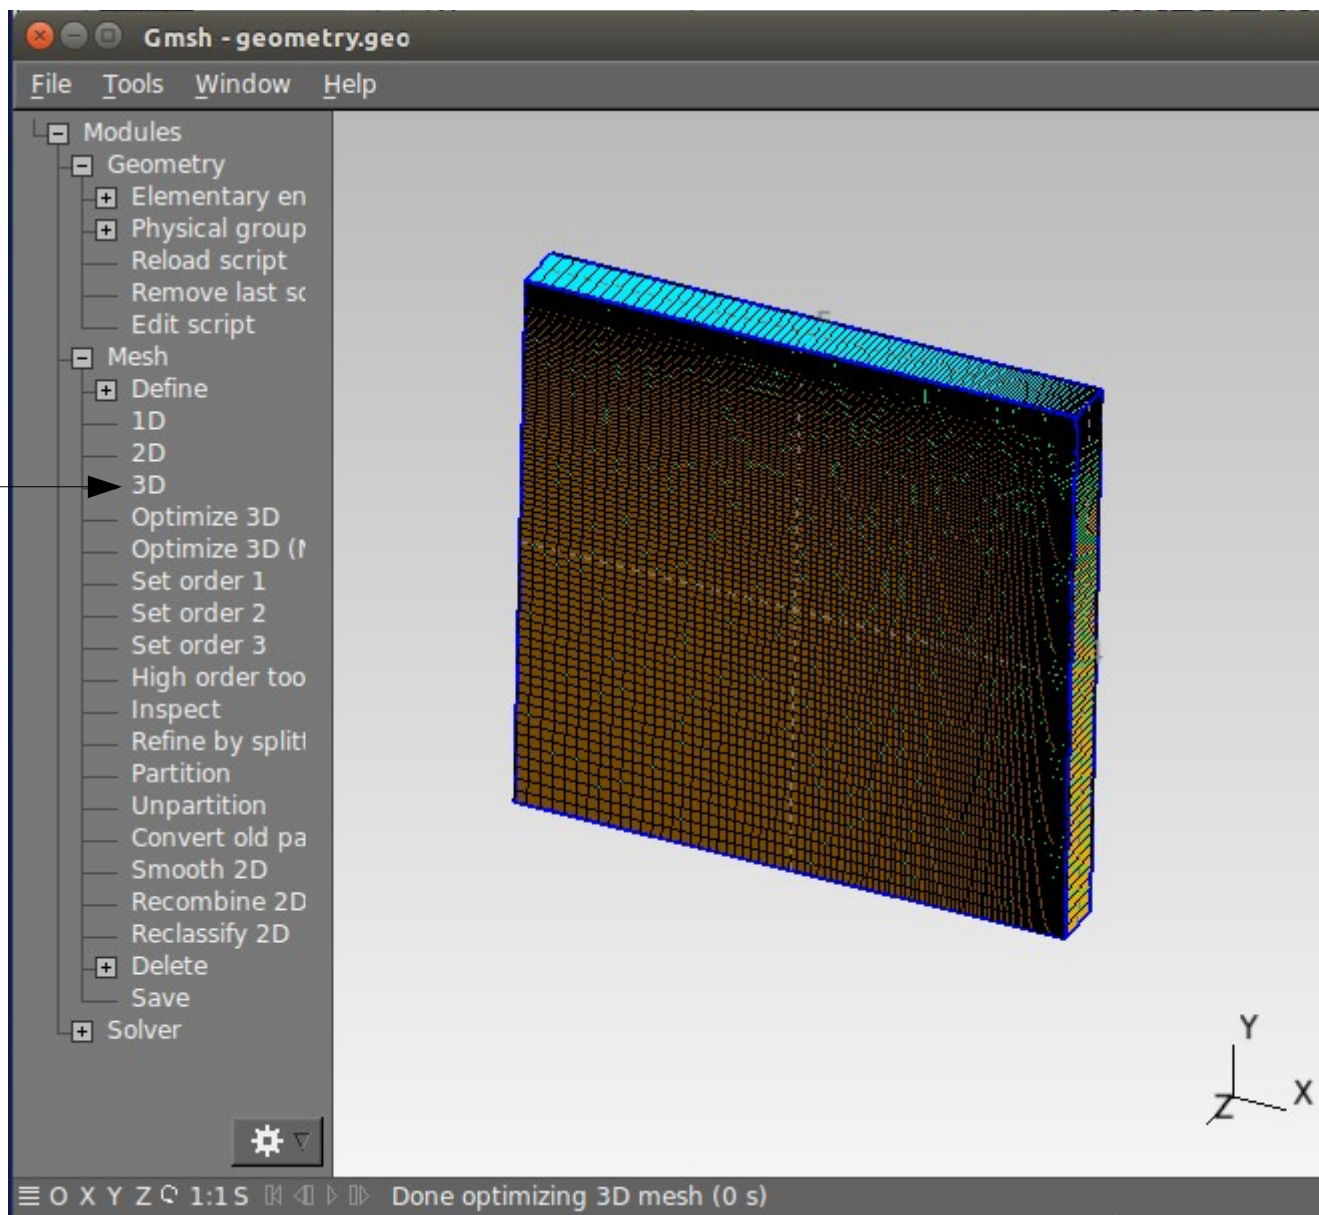 Gmsh - geometry.geo
File Tools Window Help
Modules
Geometry
Elementary en
Physical group
Reload script
Remove last sc
Edit script
Mesh
Define
1D
2D
3D
Optimize 3D
Optimize 3D (N
Set order 1
Set order 2
Set order 3
High order too
Inspect
Refine by splitt
Partition
Unpartition
Convert old pa
Smooth 2D
Recombine 2D
Reclassify 2D
Delete
Save
Solver
Y
X
Z
O X Y Z 1:1 S Done optimizing 3D mesh (0 s)